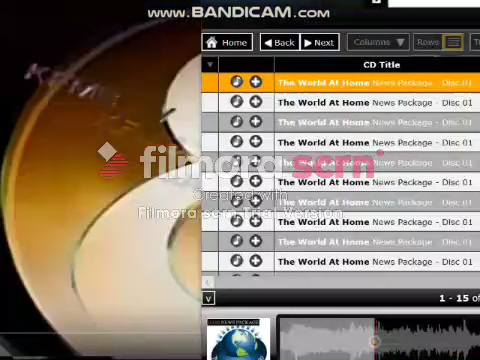 www.BANDICAM.com
Home
Back
Next
Columns
Rows
CD Title
The World At Home News Package - Disc 01
The World At Home News Package - Disc 01
The World At Home News Package - Disc 01
The World At Home News Package - Disc 01
The World At Home News Package - Disc 01
The World At Home News Package - Disc 01
The World At Home News Package - Disc 01
The World At Home News Package - Disc 01
The World At Home News Package - Disc 01
The World At Home News Package - Disc 01
filmora scrn
Created with
Filmora scrn Trial Version
1 - 15 of
NEWS PACKAGE